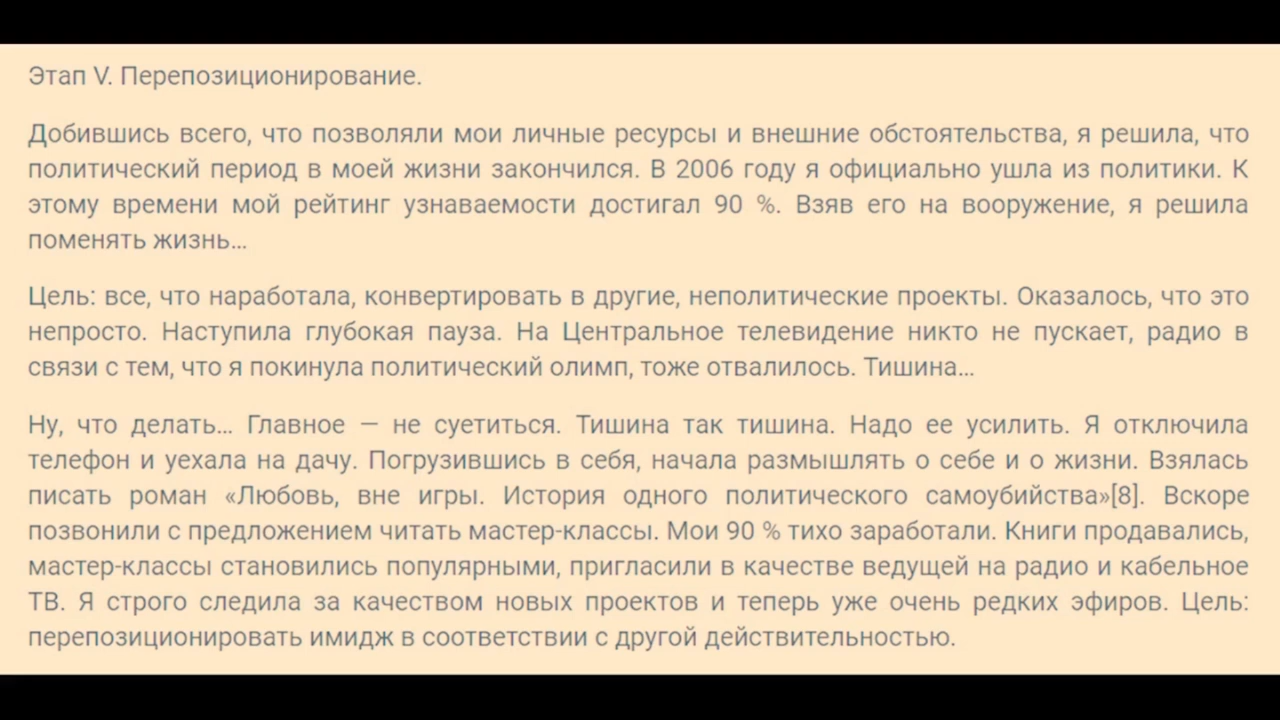 Этап V. Перепозиционирование.
Добившись всего, что позволяли мои личные ресурсы и внешние обстоятельства, я решила, что
политический период в моей жизни закончился. В 2006 году я официально ушла из политики. К
этому времени мой рейтинг узнаваемости достигал 90 %. Взяв его на вооружение, я решила
поменять жизнь…
Цель: все, что наработала, конвертировать в другие, неполитические проекты. Оказалось, что это
непросто. Наступила глубокая пауза. На Центральное телевидение никто не пускает, радио в
связи с тем, что я покинула политический олимп, тоже отвалилось. Тишина…
Ну, что делать… Главное — не суетиться. Тишина так тишина. Надо ее усилить. Я отключила
телефон и уехала на дачу. Погрузившись в себя, начала размышлять о себе и о жизни. Взялась
писать роман «Любовь, вне игры. История одного политического самоубийства»[8]. Вскоре
позвонили с предложением читать мастер-классы. Мои 90 % тихо заработали. Книги продавались,
мастер-классы становились популярными, пригласили в качестве ведущей на радио и кабельное
ТВ. Я строго следила за качеством новых проектов и теперь уже очень редких эфиров. Цель:
перепозиционировать имидж в соответствии с другой действительностью.